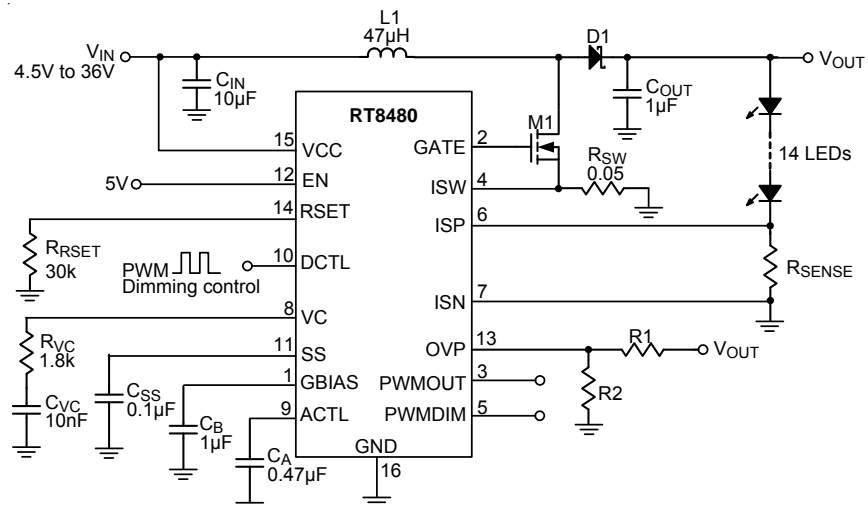 L1
47µH
D1
VIN
4.5V to 36V
VOUT
CIN
10µF
COUT
1µF
RT8480
M1
15
VCC
GATE
2
RSW
0.05
14 LEDs
5V
12
EN
ISW
4
14
RSET
ISP
6
RRSET
30k
PWM
Dimming control
10
DCTL
RSENSE
8
VC
ISN
7
RVC
1.8k
11
SS
OVP
13
R1
VOUT
1
GBIAS
PWMOUT
3
R2
CVC
10nF
CSS
0.1µF
CB
1µF
9
ACTL
PWMDIM
5
CA
0.47µF
GND
16